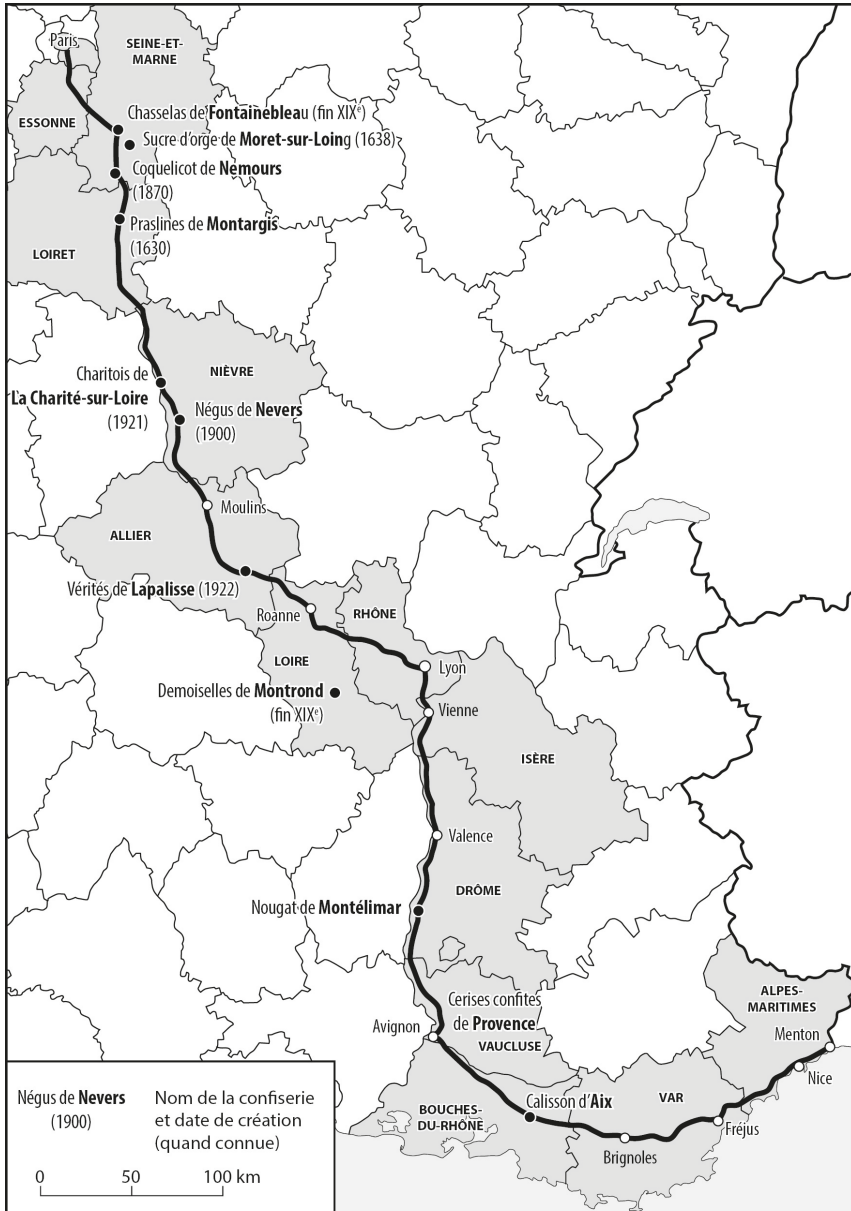 Paris
SEINE-ET-
MARNE
ESSONNE
Chasselas de Fontainebleau (fin XIXe)
Sucre d'orge de Moret-sur-Loing (1638)
Coquelicot de Nemours
(1870)
Praslines de Montargis
(1630)
LOIRET
NIÈVRE
Charitois de
La Charité-sur-Loire
(1921)
Négus de Nevers
(1900)
Moulins
ALLIER
Vérités de Lapalisse (1922)
Roanne
RHÔNE
LOIRE
Lyon
Demoiselles de Montrond
(fin XIXe)
Vienne
ISÈRE
Valence
DRÔME
Nougat de Montélimar
Cerises confites
de Provence
Avignon
VAUCLUSE
ALPES-
MARITIMES
Menton
Nice
VAR
Calisson d'Aix
BOUCHES-
DU-RHÔNE
Fréjus
Brignoles
Négus de Nevers
(1900)
Nom de la confiserie
et date de création
(quand connue)
0 50 100 km